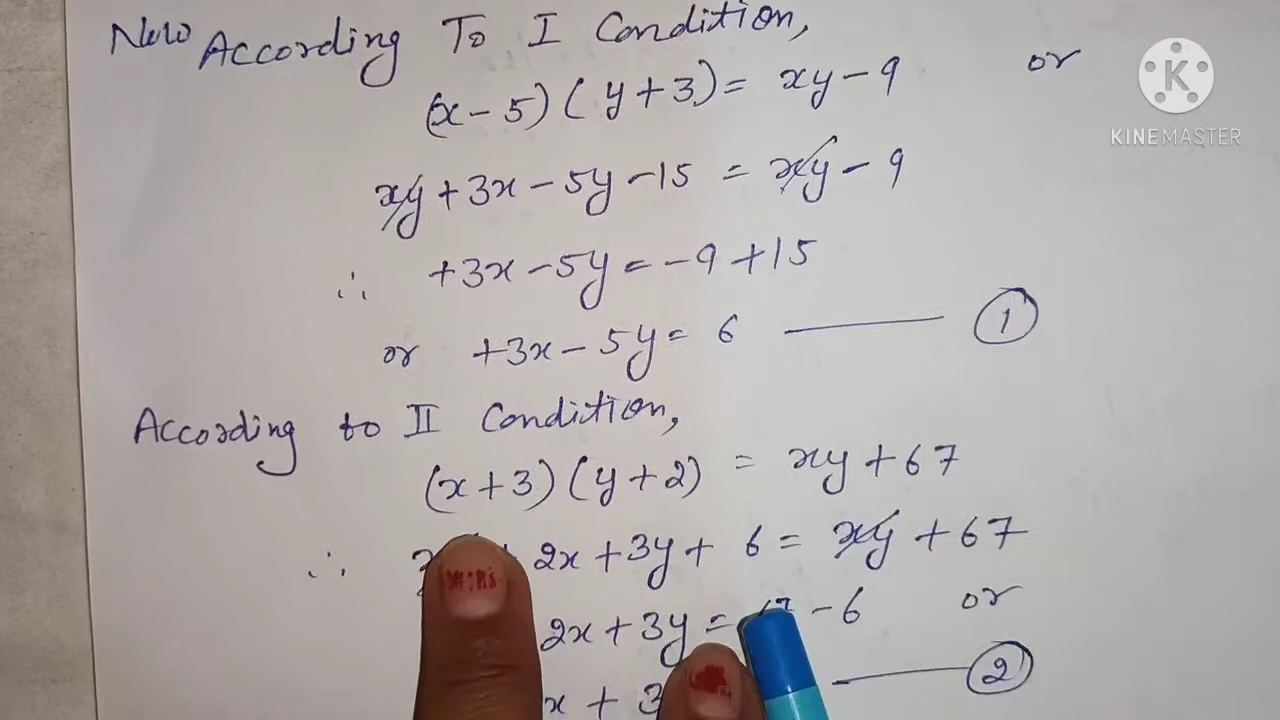 Now According To I Condition,
(x-5)(y+3)= xy-9 or
KINEMASTER
xy+3x-5y-15 = xy-9
∴ +3x-5y=-9+15
or +3x-5y= 6 ——— 1
According to II Condition,
(x+3)(y+2) = xy+67
∴ 2x+3y+ 6= xy+67
2x+3y= -6 or
x + 3 ——— 2